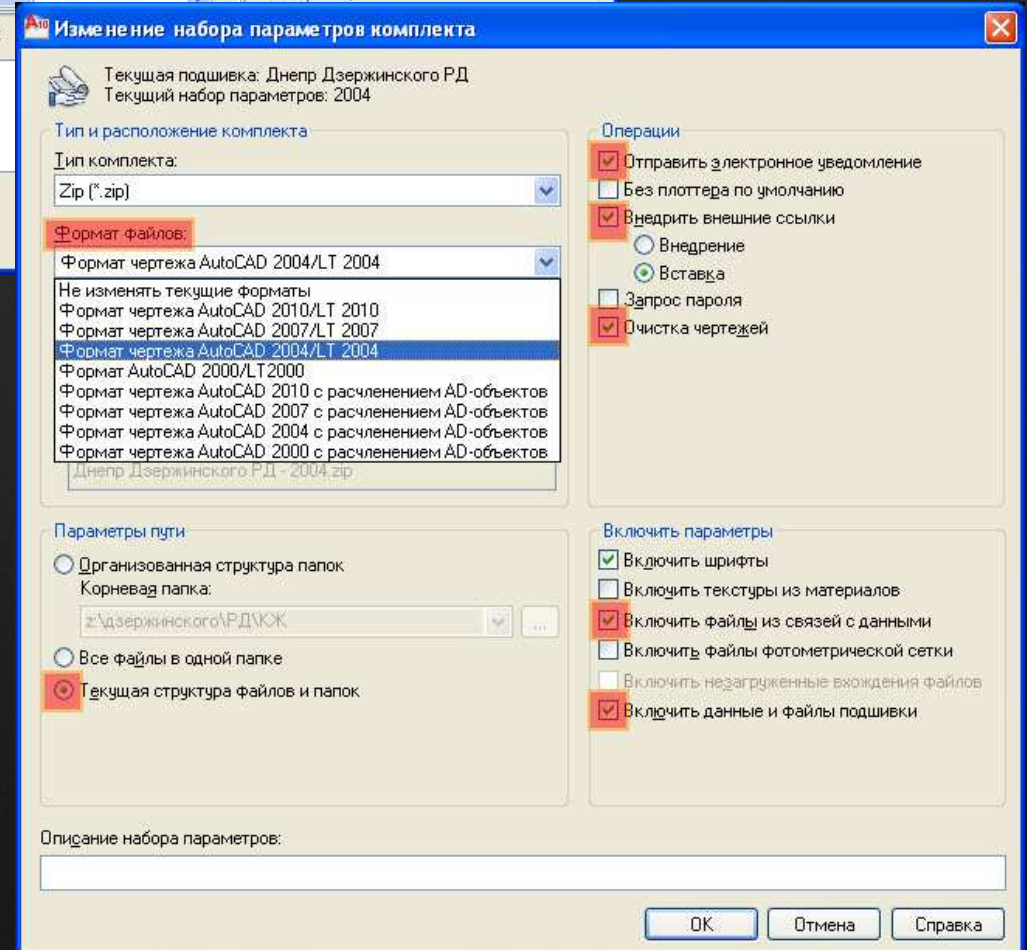 Изменение набора параметров комплекта
Текущая подшивка: Днепр Дзержинского РД
Текущий набор параметров: 2004
Тип и расположение комплекта
Тип комплекта:
Zip (*.zip)
Формат файлов:
Формат чертежа AutoCAD 2004/LT 2004
Не изменять текущие форматы
Формат чертежа AutoCAD 2010/LT 2010
Формат чертежа AutoCAD 2007/LT 2007
Формат чертежа AutoCAD 2004/LT 2004
Формат AutoCAD 2000/LT2000
Формат чертежа AutoCAD 2010 с расчленением AD-объектов
Формат чертежа AutoCAD 2007 с расчленением AD-объектов
Формат чертежа AutoCAD 2004 с расчленением AD-объектов
Формат чертежа AutoCAD 2000 с расчленением AD-объектов
Днепр Дзержинского РД - 2004.zip
Операции
Отправить электронное уведомление
Без плоттера по умолчанию
Внедрить внешние ссылки
Внедрение
Вставка
Запрос пароля
Очистка чертежей
Параметры пути
Организованная структура папок
Корневая папка:
z:\дзержинского\РД\КЖ
...
Все файлы в одной папке
Текущая структура файлов и папок
Включить параметры
Включить шрифты
Включить текстуры из материалов
Включить файлы из связей с данными
Включить файлы фотометрической сетки
Включить незагруженные вхождения файлов
Включить данные и файлы подшивки
Описание набора параметров:
OK
Отмена
Справка